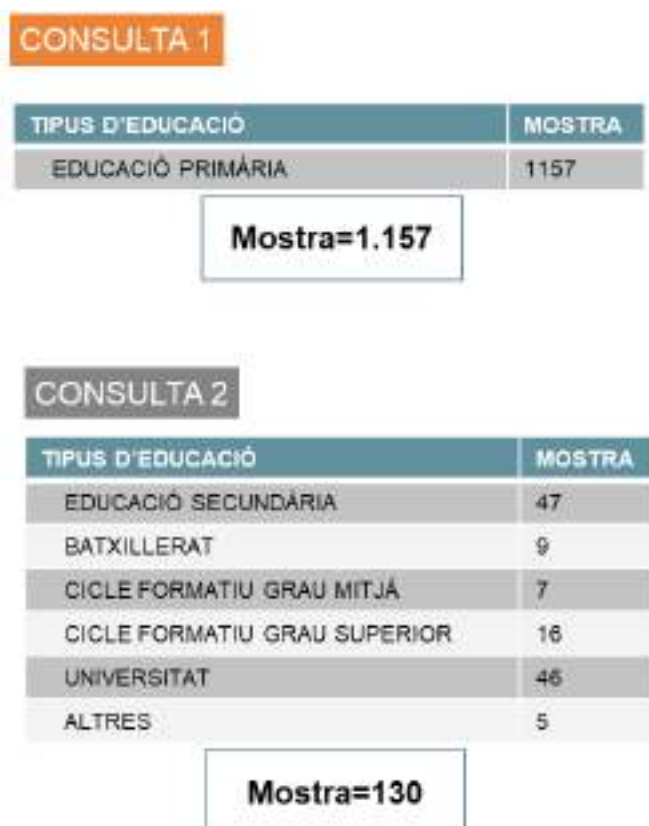 CONSULTA 1
TIPUS D'EDUCACIÓ MOSTRA
EDUCACIÓ PRIMÀRIA 1157
Mostra=1.157
CONSULTA 2
TIPUS D'EDUCACIÓ MOSTRA
EDUCACIÓ SECUNDÀRIA 47
BATXILLERAT 9
CICLE FORMATIU GRAU MITJÀ 7
CICLE FORMATIU GRAU SUPERIOR 16
UNIVERSITAT 46
ALTRES 5
Mostra=130